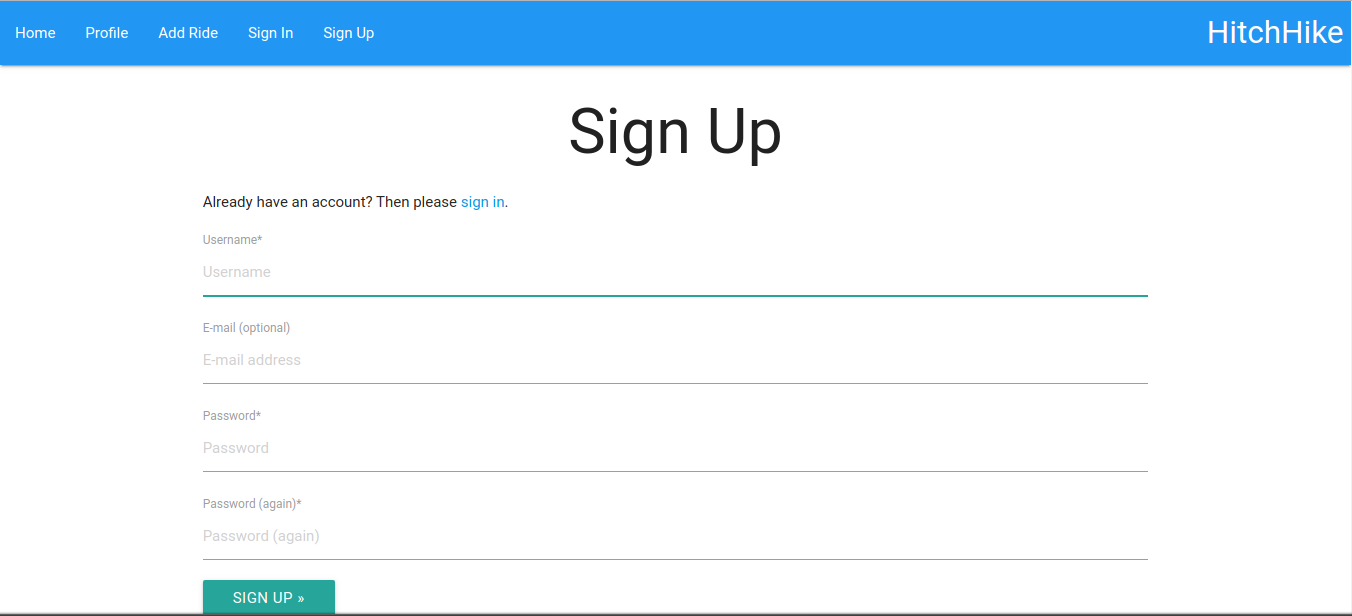 Home Profile Add Ride Sign In Sign Up HitchHike
Sign Up
Already have an account? Then please sign in.
Username*
Username
E-mail (optional)
E-mail address
Password*
Password
Password (again)*
Password (again)
SIGN UP »